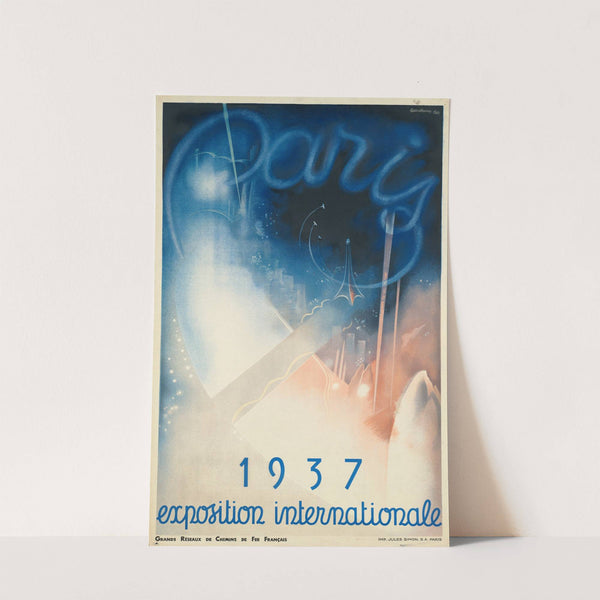 Paris
1937
exposition internationale
GRANDS RÉSEAUX DE CHEMINS DE FER FRANÇAIS
IMP. JULES SIMON, S.A. PARIS